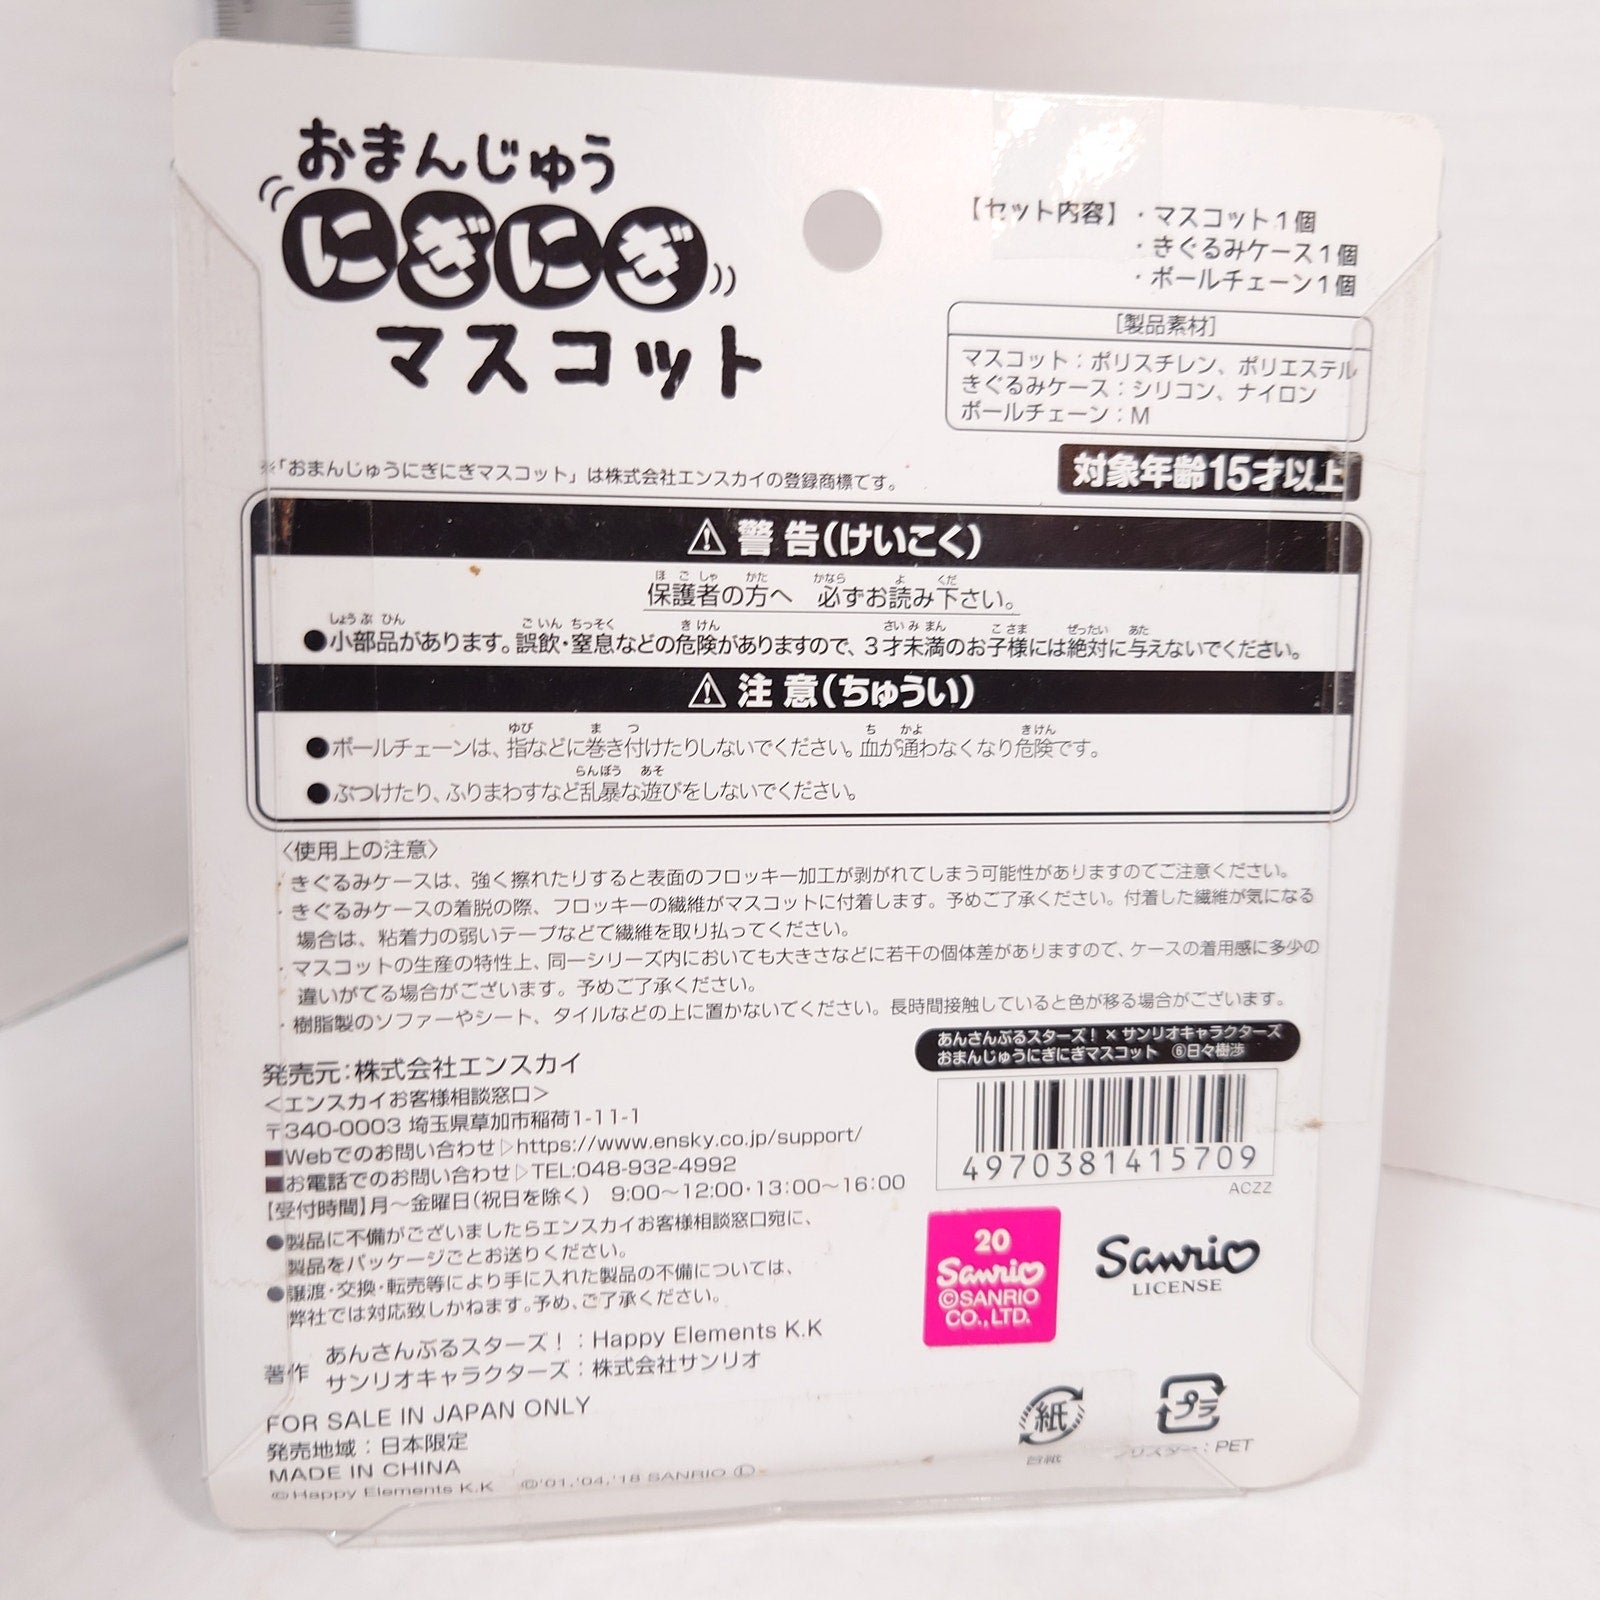 おまんじゅう
にぎにぎ
マスコット
【セット内容】・マスコット1個
・きぐるみケース1個
・ボールチェーン1個
[製品素材]
マスコット：ポリスチレン、ポリエステル
きぐるみケース：シリコン、ナイロン
ボールチェーン：M
※「おまんじゅうにぎにぎマスコット」は株式会社エンスカイの登録商標です。
対象年齢15才以上
⚠警告(けいこく)
保護者の方へ 必ずお読み下さい。
●小部品があります。誤飲・窒息などの危険がありますので、3才未満のお子様には絶対に与えないでください。
⚠注意(ちゅうい)
●ボールチェーンは、指などに巻き付けたりしないでください。血が通わなくなり危険です。
●ぶつけたり、ふりまわすなど乱暴な遊びをしないでください。
〈使用上の注意〉
・きぐるみケースは、強く擦れたりすると表面のフロッキー加工が剥がれてしまう可能性がありますのでご注意ください。
・きぐるみケースの着脱の際、フロッキーの繊維がマスコットに付着します。予めご了承ください。付着した繊維が気になる
場合は、粘着力の弱いテープなどで繊維を取り払ってください。
・マスコットの生産の特性上、同一シリーズ内においても大きさなどに若干の個体差がありますので、ケースの着用感に多少の
違いがでる場合がございます。予めご了承ください。
・樹脂製のソファーやシート、タイルなどの上に置かないでください。長時間接触していると色が移る場合がございます。
あんさんぶるスターズ！×サンリオキャラクターズ
おまんじゅうにぎにぎマスコット ⑥日々樹渉
4970381415709
ACZZ
発売元：株式会社エンスカイ
＜エンスカイお客様相談窓口＞
〒340-0003 埼玉県草加市稲荷1-11-1
■Webでのお問い合わせ▷https://www.ensky.co.jp/support/
■お電話でのお問い合わせ▷TEL:048-932-4992
【受付時間】月～金曜日(祝日を除く) 9:00～12:00・13:00～16:00
●製品に不備がございましたらエンスカイお客様相談窓口宛に、
製品をパッケージごとお送りください。
●譲渡・交換・転売等により手に入れた製品の不備については、
弊社では対応致しかねます。予め、ご了承ください。
著作 あんさんぶるスターズ！：Happy Elements K.K
サンリオキャラクターズ：株式会社サンリオ
20
Sanrio
©SANRIO
CO.,LTD.
Sanrio
LICENSE
FOR SALE IN JAPAN ONLY
発売地域：日本限定
MADE IN CHINA
©Happy Elements K.K ©'01,'04,'18 SANRIO Ⓛ
紙
台紙
プラ
ブリスター：PET